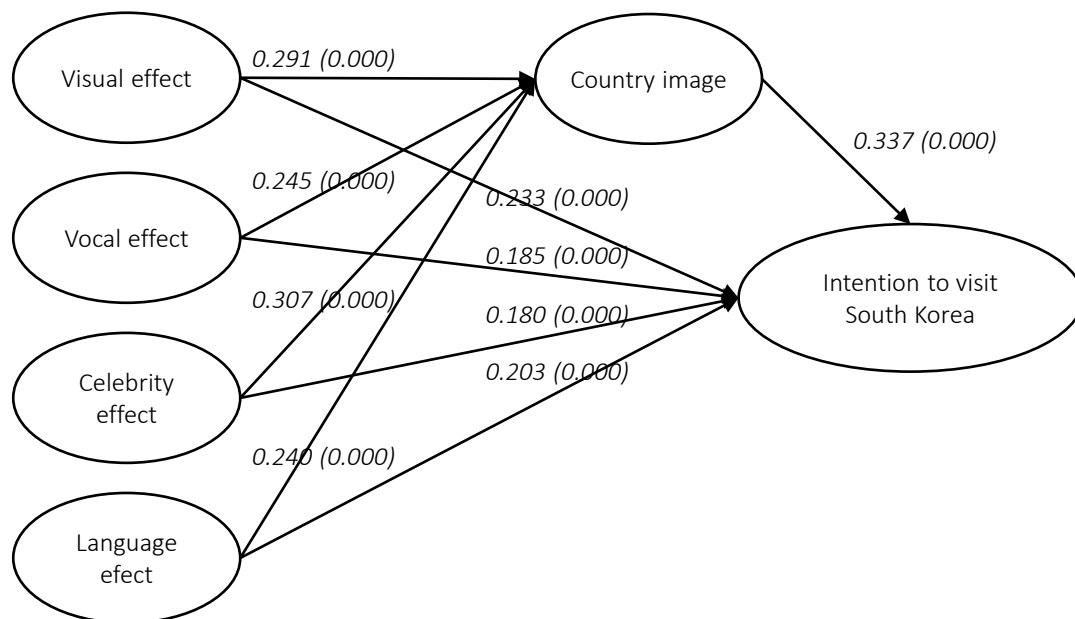 0.291 (0.000)
Visual effect
Country image
0.337 (0.000)
0.245 (0.000)
0.233 (0.000)
Vocal effect
0.185 (0.000)
Intention to visit
South Korea
0.307 (0.000)
0.180 (0.000)
0.203 (0.000)
Celebrity
effect
0.240 (0.000)
Language
efect